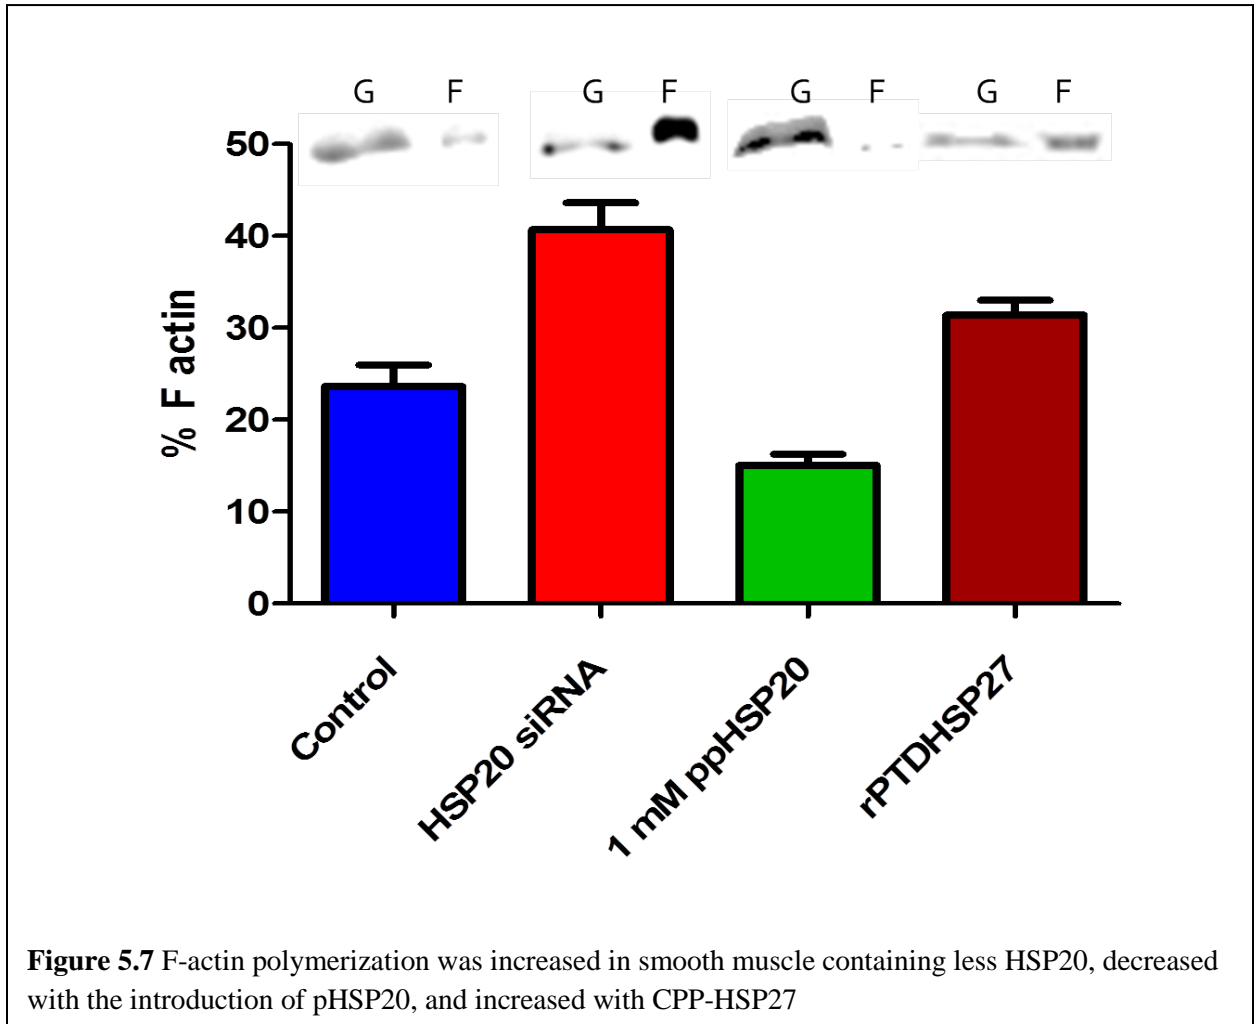 G F G F G F G F
50
40
30
20
10
0
% F actin
Control
HSP20 siRNA
1 mM ppHSP20
rPTDHSP27
Figure 5.7 F-actin polymerization was increased in smooth muscle containing less HSP20, decreased
with the introduction of pHSP20, and increased with CPP-HSP27